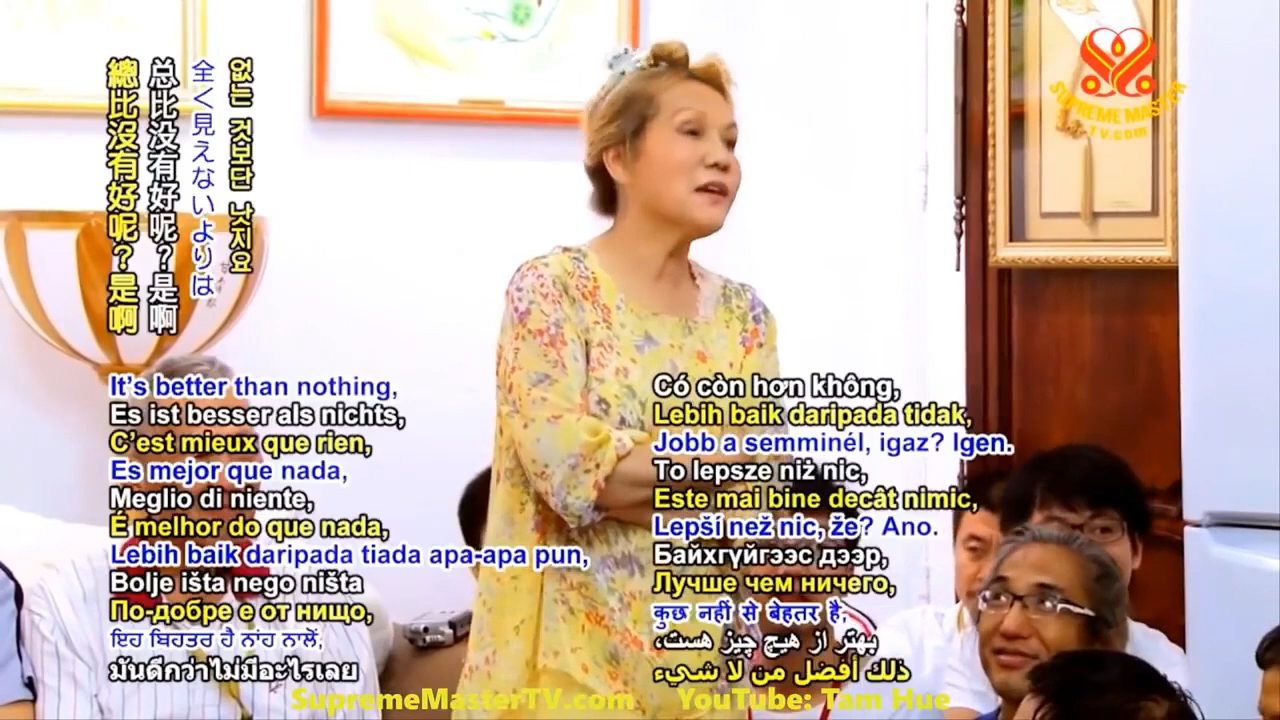 없는 것보단 낫지요
全く見えないよりは
总比没有好呢？是啊
總比沒有好呢？是啊
SUPREME MASTER
TV.com
It's better than nothing,
Es ist besser als nichts,
C'est mieux que rien,
Es mejor que nada,
Meglio di niente,
É melhor do que nada,
Lebih baik daripada tiada apa-apa pun,
Bolje išta nego ništa
По-добре е от нищо,
ਇਹ ਬਿਹਤਰ ਹੈ ਨਾਂਹ ਨਾਲੋਂ,
มันดีกว่าไม่มีอะไรเลย
Có còn hơn không,
Lebih baik daripada tidak,
Jobb a semminél, igaz? Igen.
To lepsze niż nic,
Este mai bine decât nimic,
Lepší než nic, že? Ano.
Байхгүйгээс дээр,
Лучше чем ничего,
कुछ नहीं से बेहतर है,
بهتر از هیچ چیز هست،
ذلك أفضل من لا شيء
SupremeMasterTV.com YouTube: Tam Hue